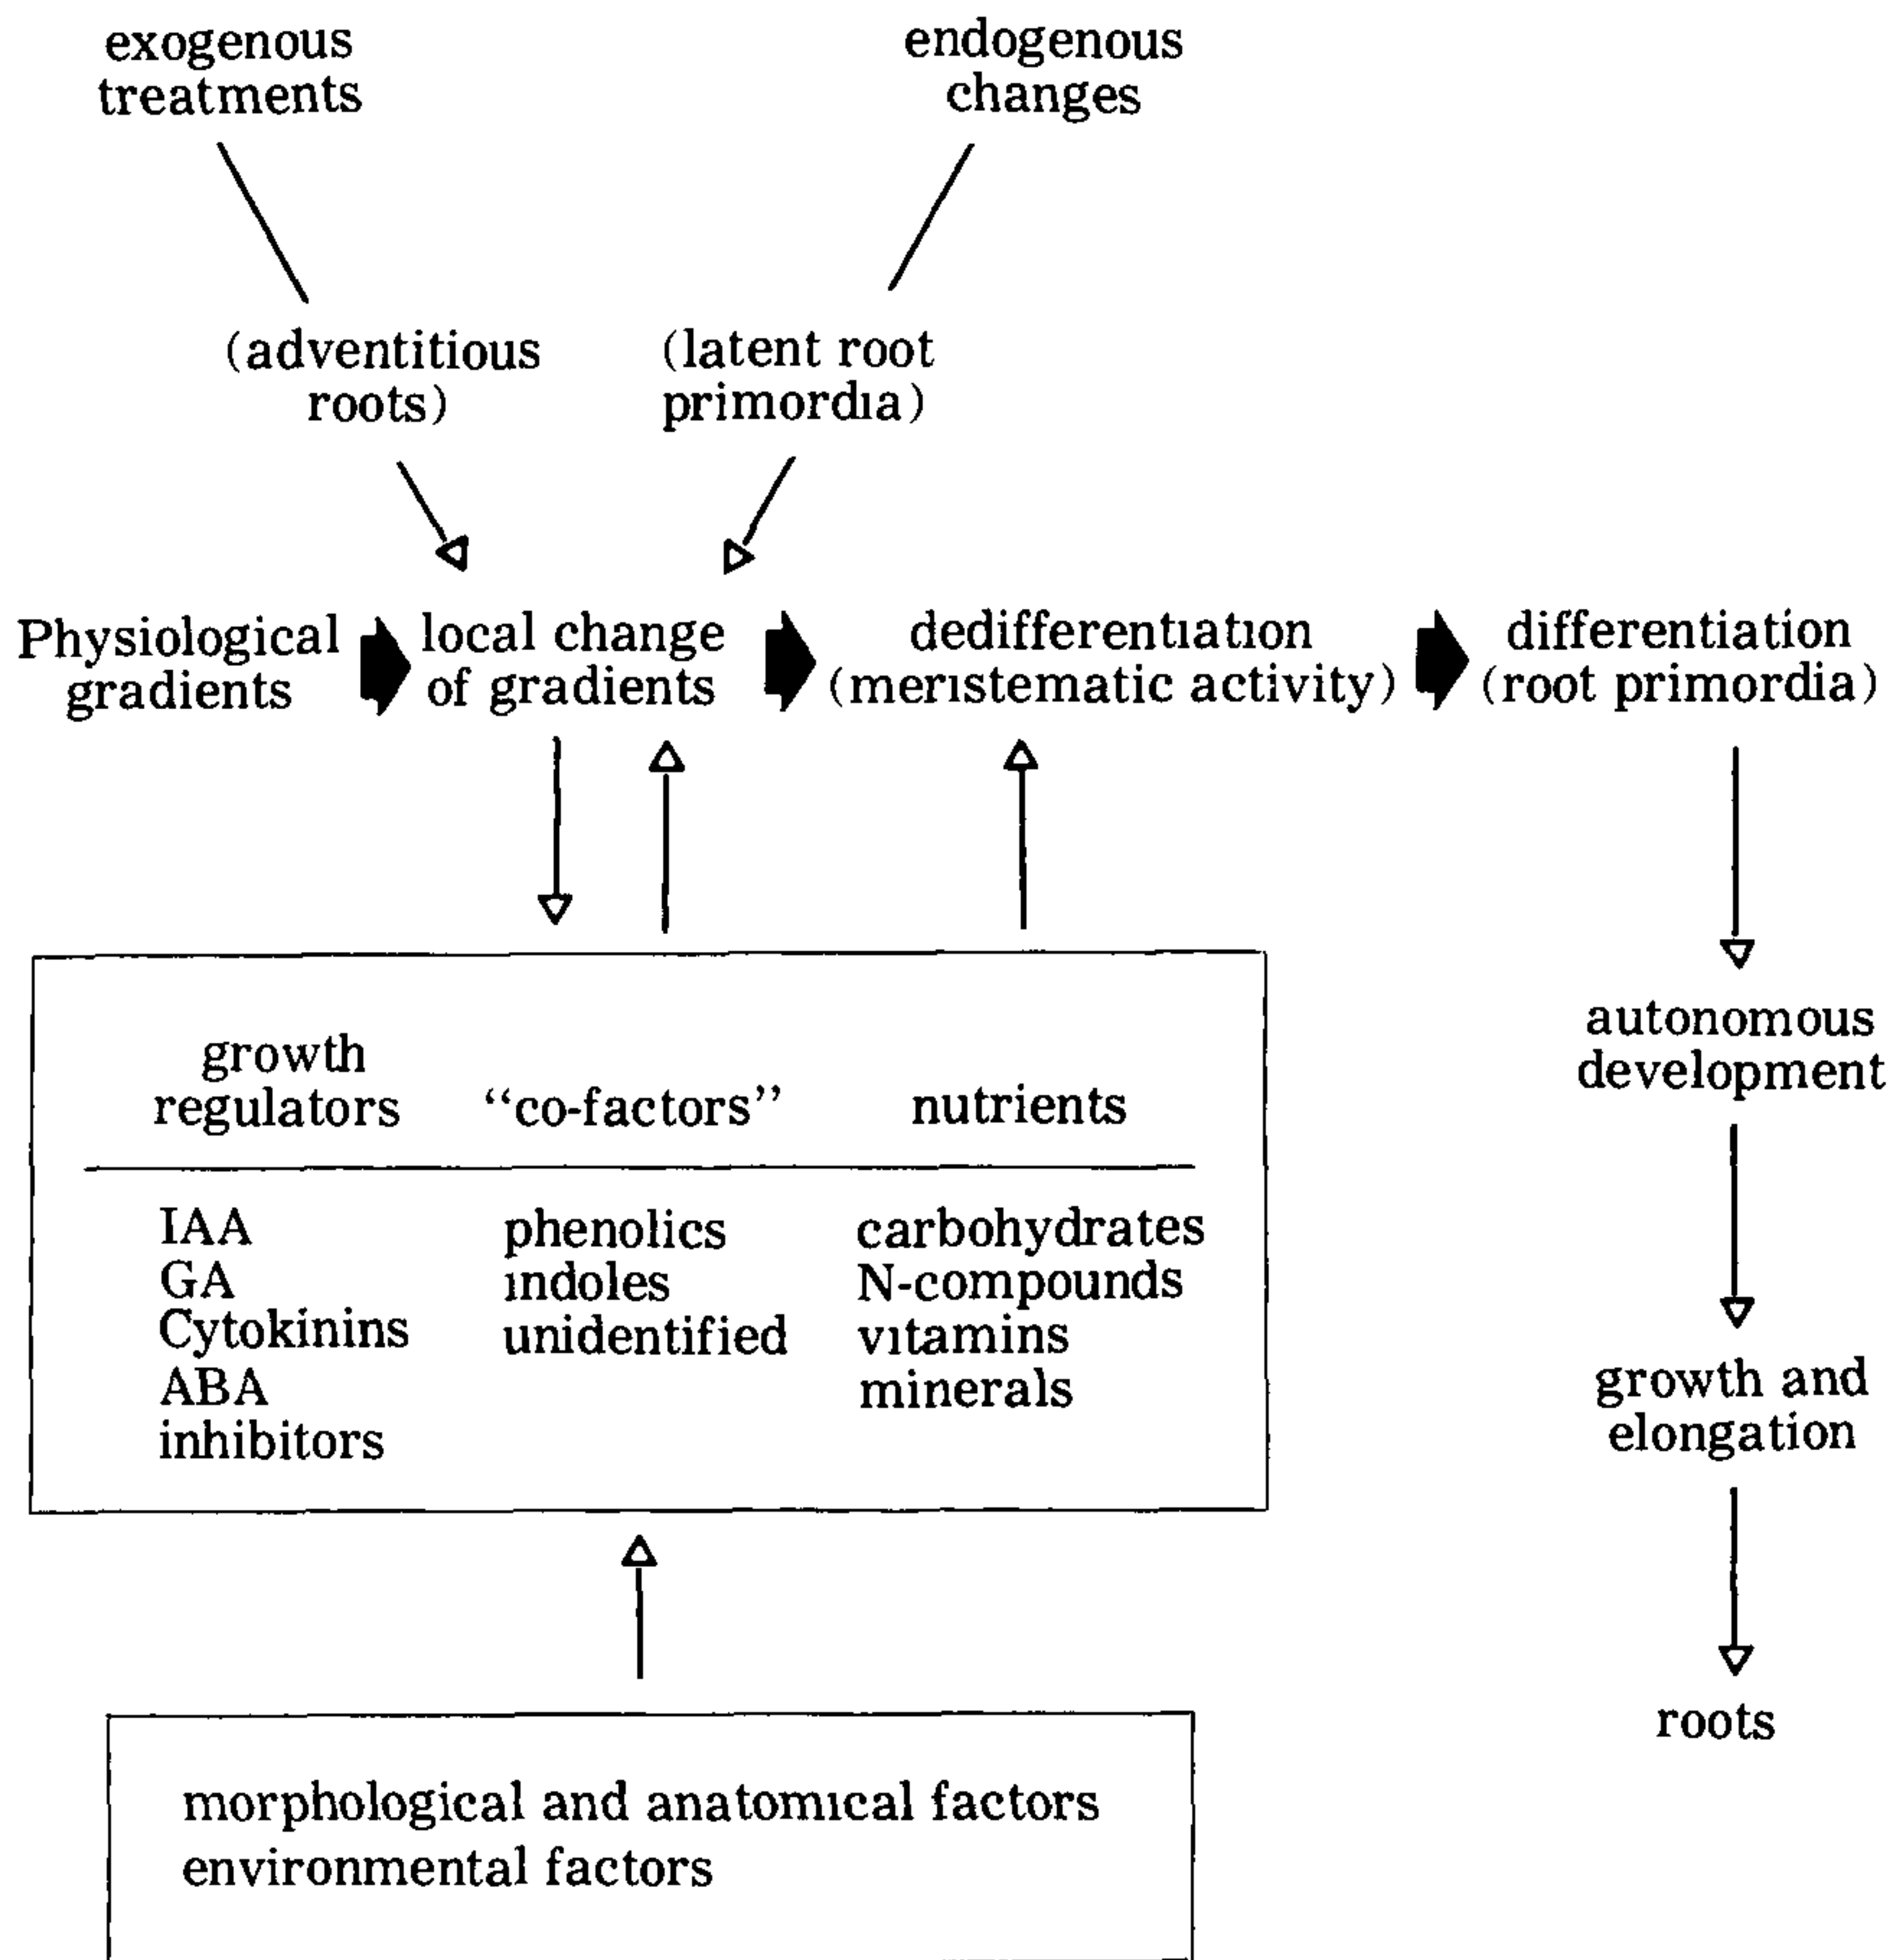 exogenous
treatments
endogenous
changes
(adventitious
roots)
(latent root
primordia)
Physiological
gradients
local change
of gradients
dedifferentiation
(meristematic activity)
differentiation
(root primordia)
growth
regulators
“co-factors”
nutrients
IAA
GA
Cytokinins
ABA
inhibitors
phenolics
indoles
unidentified
carbohydrates
N-compounds
vitamins
minerals
autonomous
development
growth and
elongation
roots
morphological and anatomical factors
environmental factors